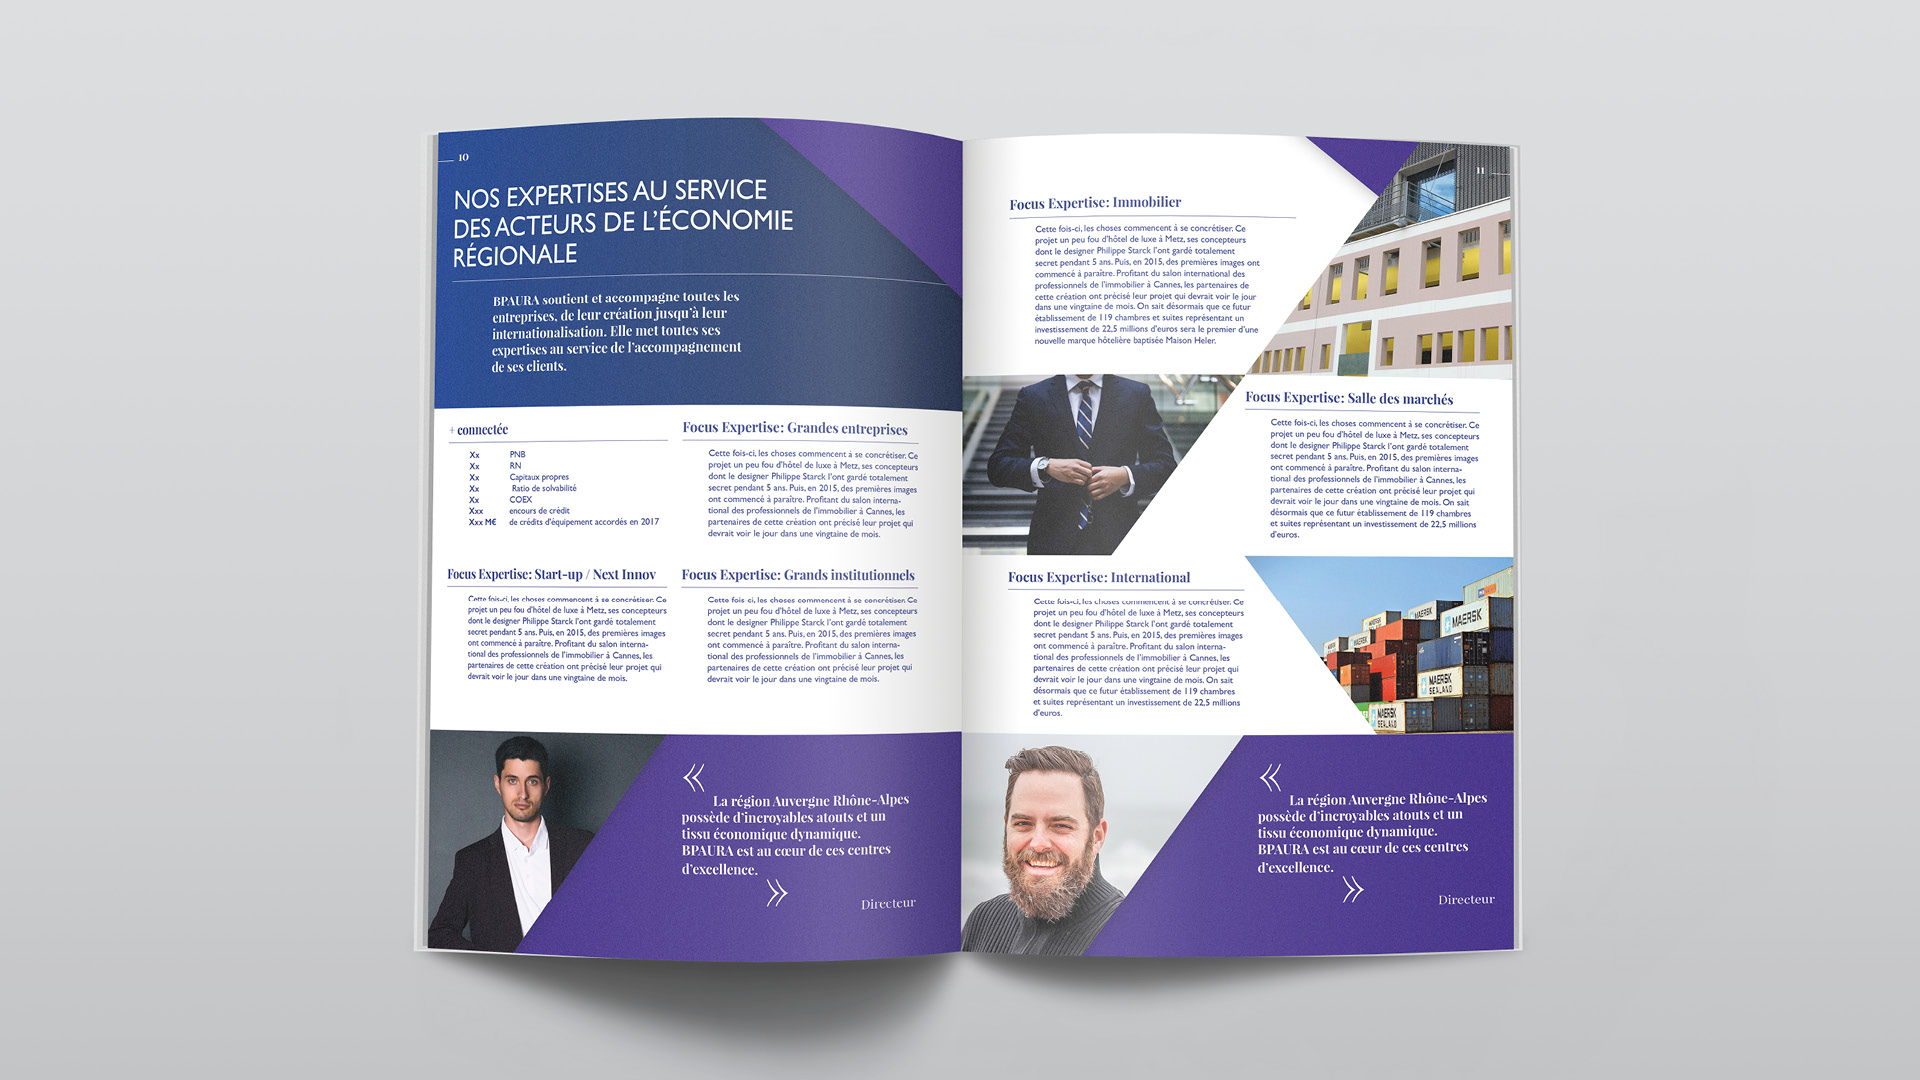 10
NOS EXPERTISES AU SERVICE
DES ACTEURS DE L'ÉCONOMIE
RÉGIONALE
BPAURA soutient et accompagne toutes les
entreprises, de leur création jusqu'à leur
internationalisation. Elle met toutes ses
expertises au service de l'accompagnement
de ses clients.
+ connectée
Xx PNB
Xx RN
Xx Capitaux propres
Xx Ratio de solvabilité
Xx COEX
Xxx encours de crédit
Xxx M€ de crédits d'équipement accordés en 2017
Focus Expertise: Grandes entreprises
Cette fois-ci, les choses commencent à se concrétiser. Ce
projet un peu fou d'hôtel de luxe à Metz, ses concepteurs
dont le designer Philippe Starck l'ont gardé totalement
secret pendant 5 ans. Puis, en 2015, des premières images
ont commencé à paraître. Profitant du salon interna-
tional des professionnels de l'immobilier à Cannes, les
partenaires de cette création ont précisé leur projet qui
devrait voir le jour dans une vingtaine de mois.
Focus Expertise: Start-up / Next Innov
Cette fois-ci, les choses commencent à se concrétiser. Ce
projet un peu fou d'hôtel de luxe à Metz, ses concepteurs
dont le designer Philippe Starck l'ont gardé totalement
secret pendant 5 ans. Puis, en 2015, des premières images
ont commencé à paraître. Profitant du salon interna-
tional des professionnels de l'immobilier à Cannes, les
partenaires de cette création ont précisé leur projet qui
devrait voir le jour dans une vingtaine de mois.
Focus Expertise: Grands institutionnels
Cette fois-ci, les choses commencent à se concrétiser. Ce
projet un peu fou d'hôtel de luxe à Metz, ses concepteurs
dont le designer Philippe Starck l'ont gardé totalement
secret pendant 5 ans. Puis, en 2015, des premières images
ont commencé à paraître. Profitant du salon interna-
tional des professionnels de l'immobilier à Cannes, les
partenaires de cette création ont précisé leur projet qui
devrait voir le jour dans une vingtaine de mois.
«
La région Auvergne Rhône-Alpes
possède d'incroyables atouts et un
tissu économique dynamique.
BPAURA est au cœur de ces centres
d'excellence.
»
Directeur
11
Focus Expertise: Immobilier
Cette fois-ci, les choses commencent à se concrétiser. Ce
projet un peu fou d'hôtel de luxe à Metz, ses concepteurs
dont le designer Philippe Starck l'ont gardé totalement
secret pendant 5 ans. Puis, en 2015, des premières images ont
commencé à paraître. Profitant du salon international des
professionnels de l'immobilier à Cannes, les partenaires de
cette création ont précisé leur projet qui devrait voir le jour
dans une vingtaine de mois. On sait désormais que ce futur
établissement de 119 chambres et suites représentant un
investissement de 22,5 millions d'euros sera le premier d'une
nouvelle marque hôtelière baptisée Maison Heler.
Focus Expertise: Salle des marchés
Cette fois-ci, les choses commencent à se concrétiser. Ce
projet un peu fou d'hôtel de luxe à Metz, ses concepteurs
dont le designer Philippe Starck l'ont gardé totalement
secret pendant 5 ans. Puis, en 2015, des premières images
ont commencé à paraître. Profitant du salon interna-
tional des professionnels de l'immobilier à Cannes, les
partenaires de cette création ont précisé leur projet qui
devrait voir le jour dans une vingtaine de mois. On sait
désormais que ce futur établissement de 119 chambres
et suites représentant un investissement de 22,5 millions
d'euros.
Focus Expertise: International
Cette fois-ci, les choses commencent à se concrétiser. Ce
projet un peu fou d'hôtel de luxe à Metz, ses concepteurs
dont le designer Philippe Starck l'ont gardé totalement
secret pendant 5 ans. Puis, en 2015, des premières images
ont commencé à paraître. Profitant du salon interna-
tional des professionnels de l'immobilier à Cannes, les
partenaires de cette création ont précisé leur projet qui
devrait voir le jour dans une vingtaine de mois. On sait
désormais que ce futur établissement de 119 chambres
et suites représentant un investissement de 22,5 millions
d'euros.
MAERSK
MAERSK
MAERSK
MAERSK
SEALAND
MAERSK
SEALAND
«
La région Auvergne Rhône-Alpes
possède d'incroyables atouts et un
tissu économique dynamique.
BPAURA est au cœur de ces centres
d'excellence.
»
Directeur